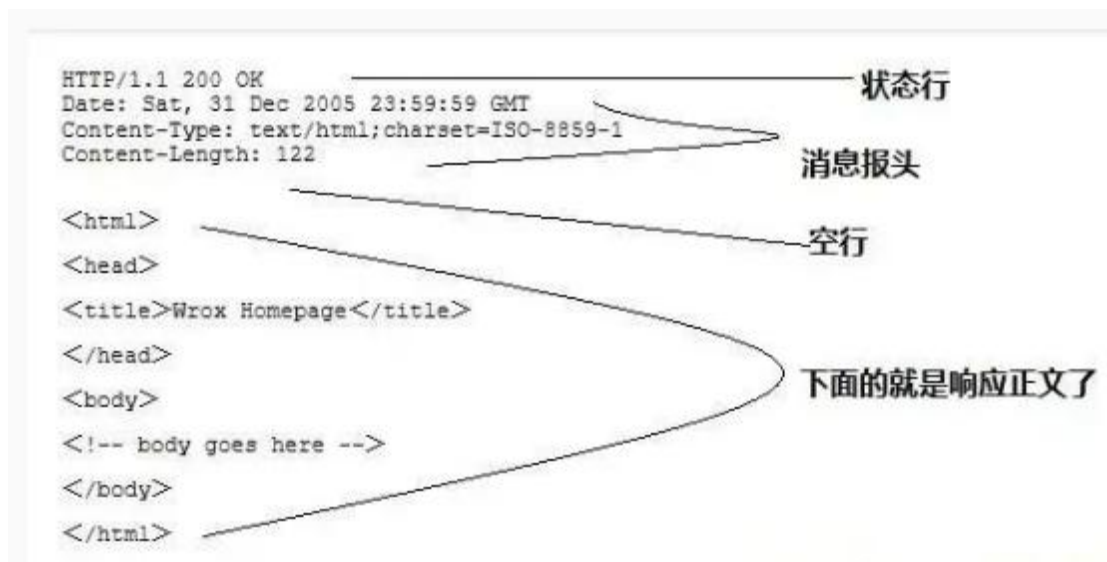 HTTP/1.1 200 OK
状态行
Date: Sat, 31 Dec 2005 23:59:59 GMT
Content-Type: text/html;charset=ISO-8859-1
Content-Length: 122
消息报头
空行
<html>
<head>
<title>Wrox Homepage</title>
</head>
下面的就是响应正文了
<body>
<!-- body goes here -->
</body>
</html>